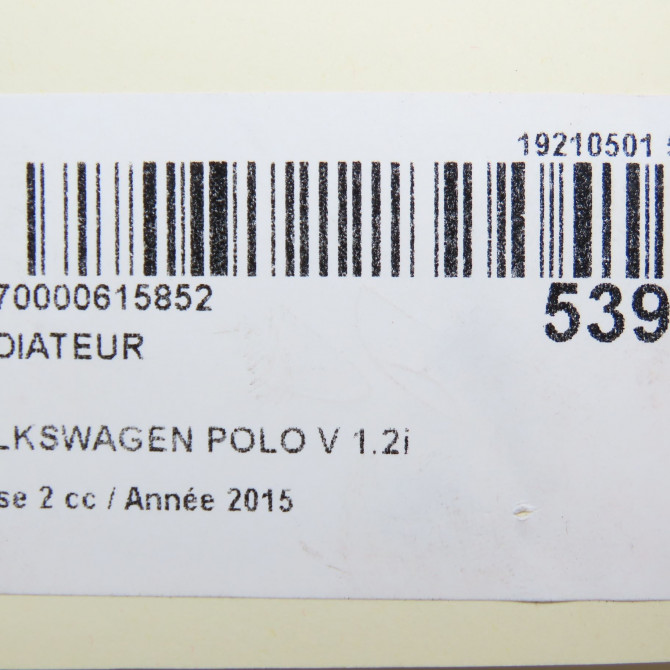 19210501
70000615852
539
DIATEUR
LKSWAGEN POLO V 1.2i
se 2 cc / Année 2015